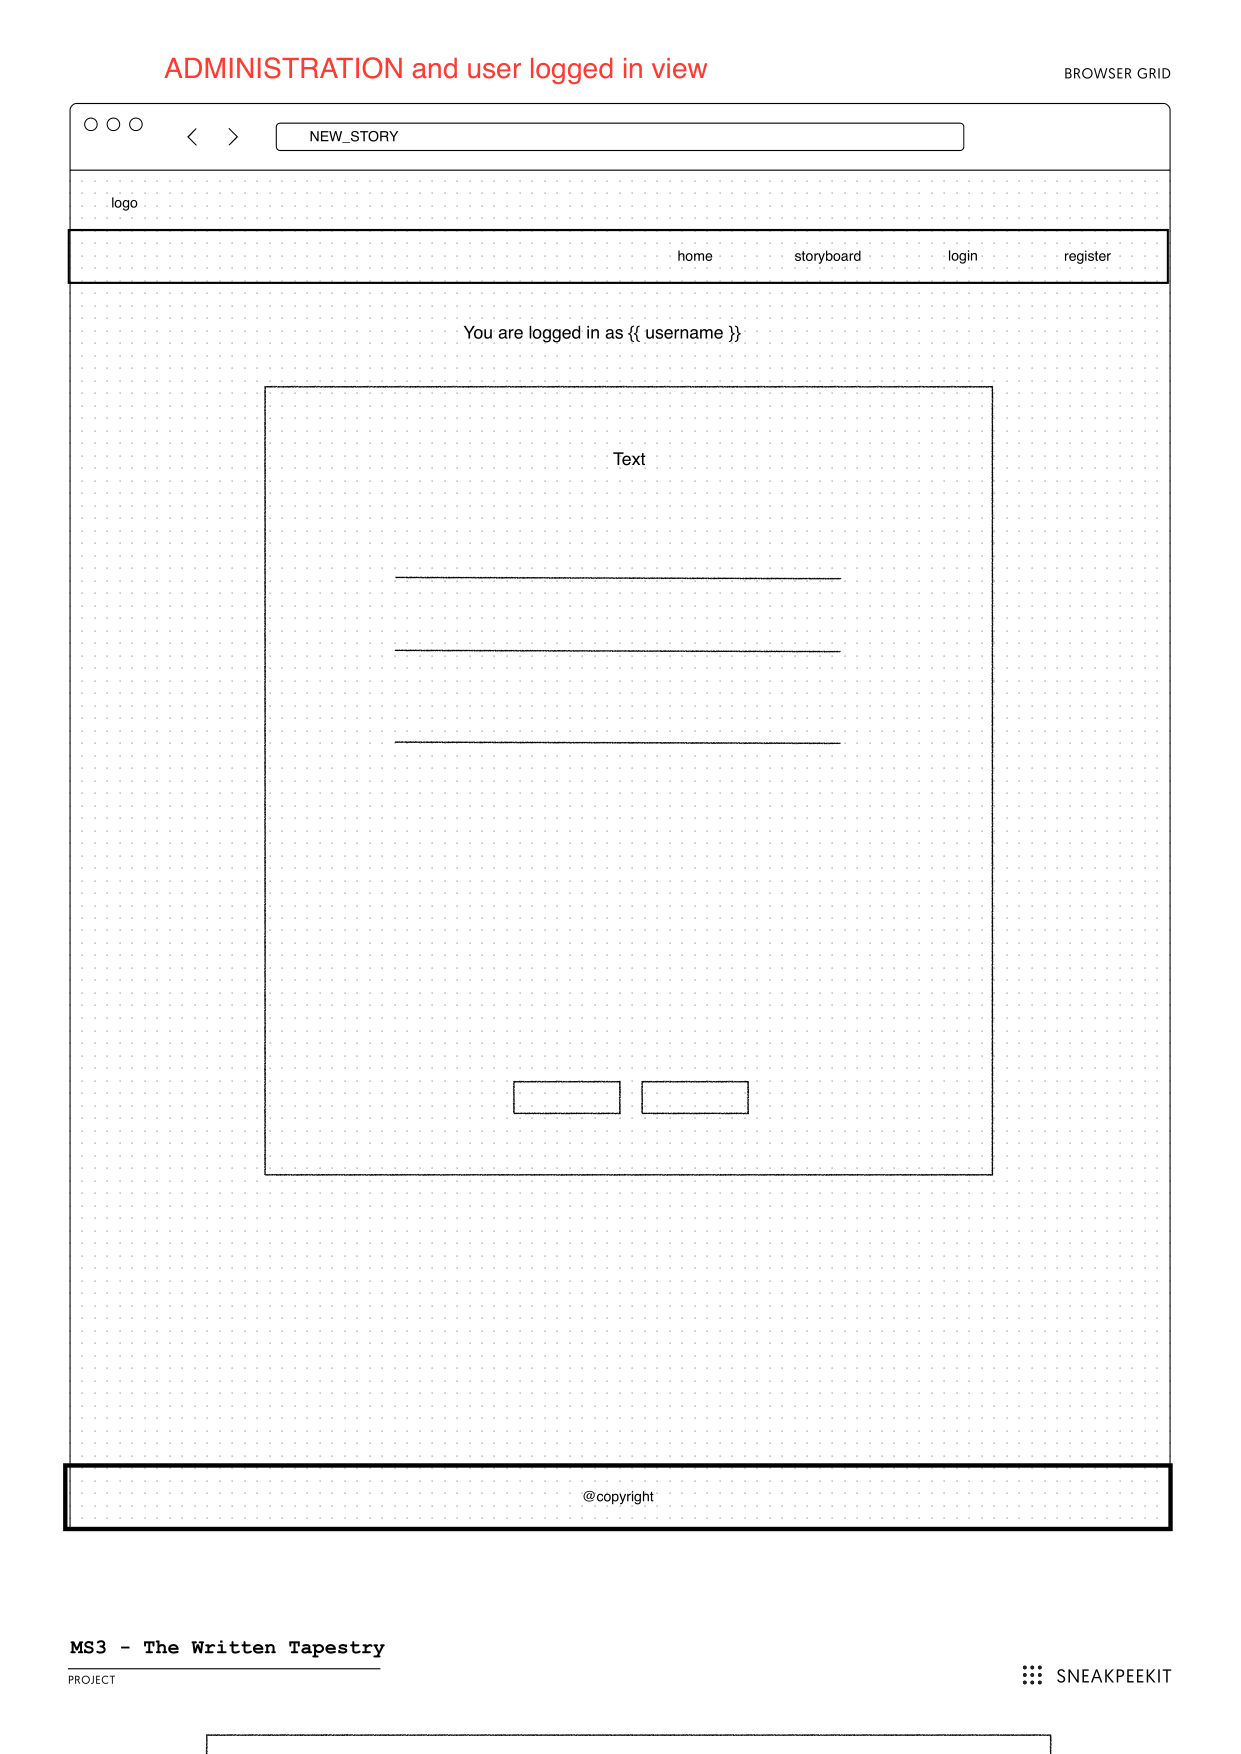 ADMINISTRATION and user logged in view
BROWSER GRID
NEW_STORY
logo
home storyboard login register
You are logged in as {{ username }}
Text
@copyright
MS3 - The Written Tapestry
PROJECT
SNEAKPEEKIT